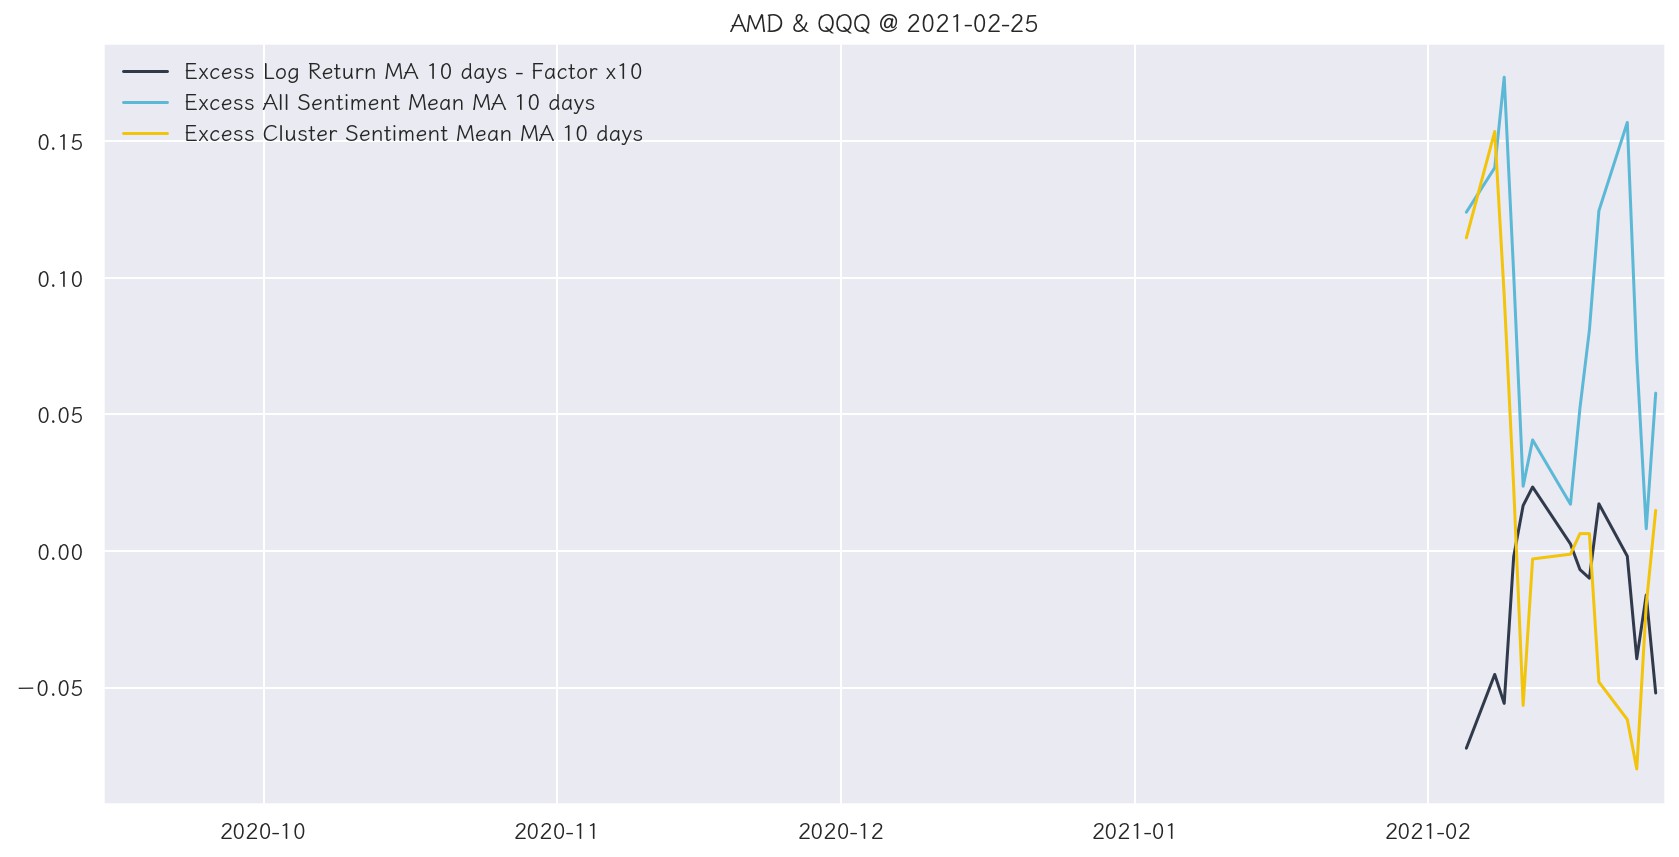 AMD & QQQ @ 2021-02-25
Excess Log Return MA 10 days - Factor x10
Excess All Sentiment Mean MA 10 days
Excess Cluster Sentiment Mean MA 10 days
0.15
0.10
0.05
0.00
−0.05
2020-10 2020-11 2020-12 2021-01 2021-02